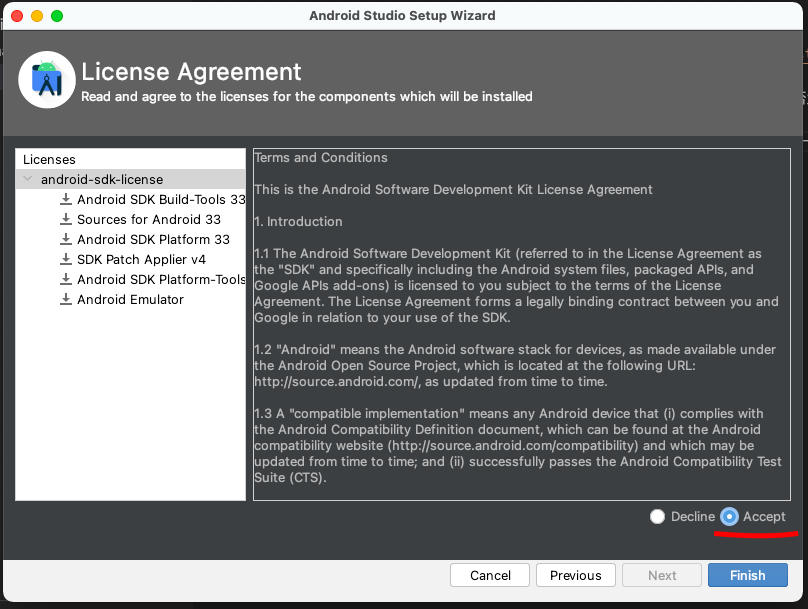 Android Studio Setup Wizard
License Agreement
Read and agree to the licenses for the components which will be installed
Licenses
android-sdk-license
Android SDK Build-Tools 33
Sources for Android 33
Android SDK Platform 33
SDK Patch Applier v4
Android SDK Platform-Tools
Android Emulator
Terms and Conditions
This is the Android Software Development Kit License Agreement
1. Introduction
1.1 The Android Software Development Kit (referred to in the License Agreement as
the "SDK" and specifically including the Android system files, packaged APIs, and
Google APIs add-ons) is licensed to you subject to the terms of the License
Agreement. The License Agreement forms a legally binding contract between you and
Google in relation to your use of the SDK.
1.2 "Android" means the Android software stack for devices, as made available under
the Android Open Source Project, which is located at the following URL:
http://source.android.com/, as updated from time to time.
1.3 A "compatible implementation" means any Android device that (i) complies with
the Android Compatibility Definition document, which can be found at the Android
compatibility website (http://source.android.com/compatibility) and which may be
updated from time to time; and (ii) successfully passes the Android Compatibility Test
Suite (CTS).
Decline Accept
Cancel Previous Next Finish